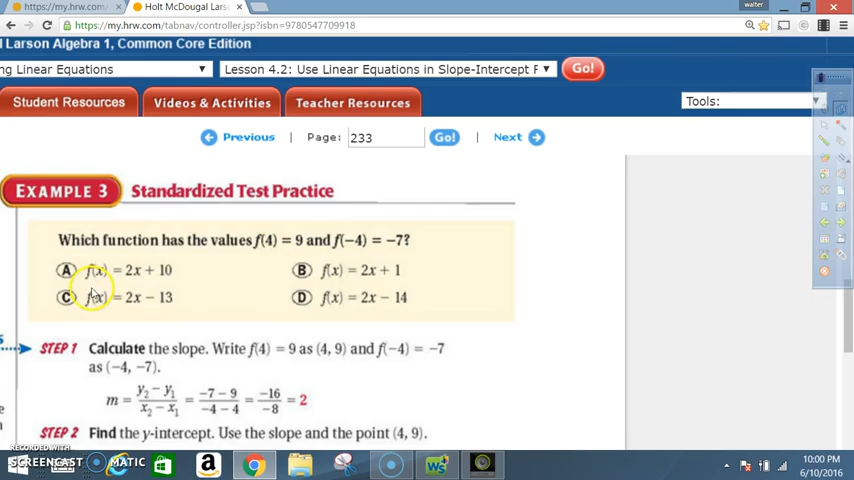 https://my.hrw.com/tabnav/
Holt McDougal Larson Algeb
walter
https://my.hrw.com/tabnav/controller.jsp?isbn=9780547709918
l Larson Algebra 1, Common Core Edition
ng Linear Equations
Lesson 4.2: Use Linear Equations in Slope-Intercept F
Go!
Student Resources
Videos & Activities
Teacher Resources
Tools:
Previous | Page: 233 Go! | Next
EXAMPLE 3 Standardized Test Practice
Which function has the values f(4) = 9 and f(−4) = −7?
A f(x) = 2x + 10
B f(x) = 2x + 1
C f(x) = 2x − 13
D f(x) = 2x − 14
STEP 1 Calculate the slope. Write f(4) = 9 as (4, 9) and f(−4) = −7
as (−4, −7).
m = y₂ − y₁ / x₂ − x₁ = −7 − 9 / −4 − 4 = −16 / −8 = 2
STEP 2 Find the y-intercept. Use the slope and the point (4, 9).
RECORDED WITH
SCREENCAST MATIC
WS
10:00 PM
6/10/2016